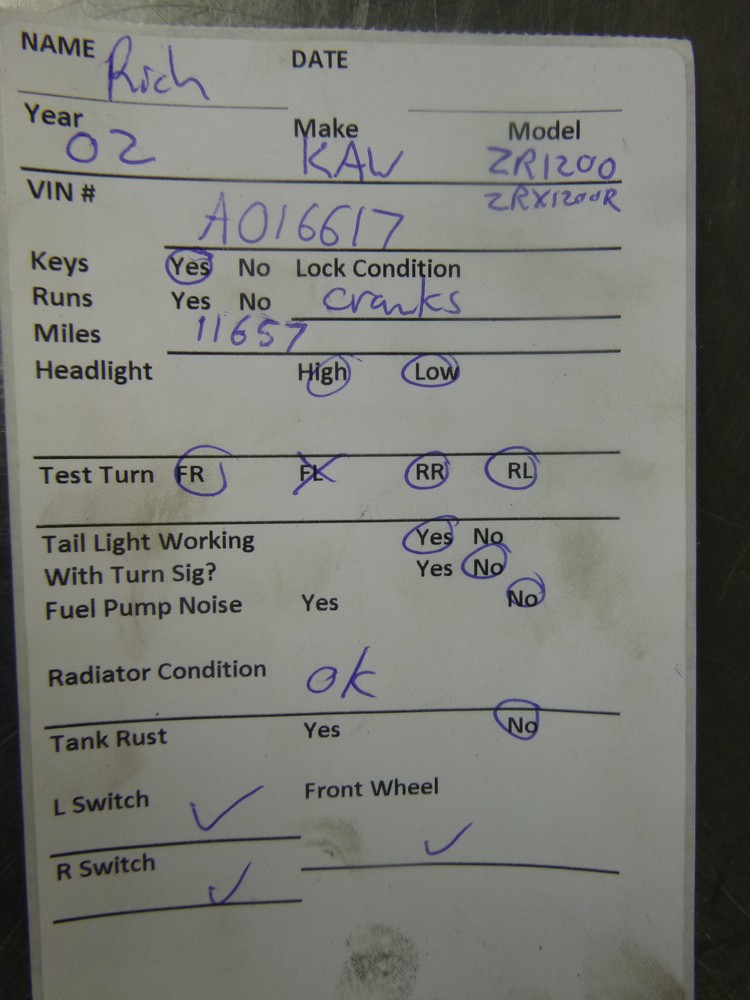 NAME Rich DATE
Year Make Model
02 KAW ZR1200
VIN # A016617 ZRX1200R
Keys Yes No Lock Condition
Runs Yes No cranks
Miles 11657
Headlight High Low
Test Turn FR FL RR RL
Tail Light Working Yes No
With Turn Sig? Yes No
Fuel Pump Noise Yes No
Radiator Condition ok
Tank Rust Yes No
L Switch ✓ Front Wheel
R Switch ✓ ✓